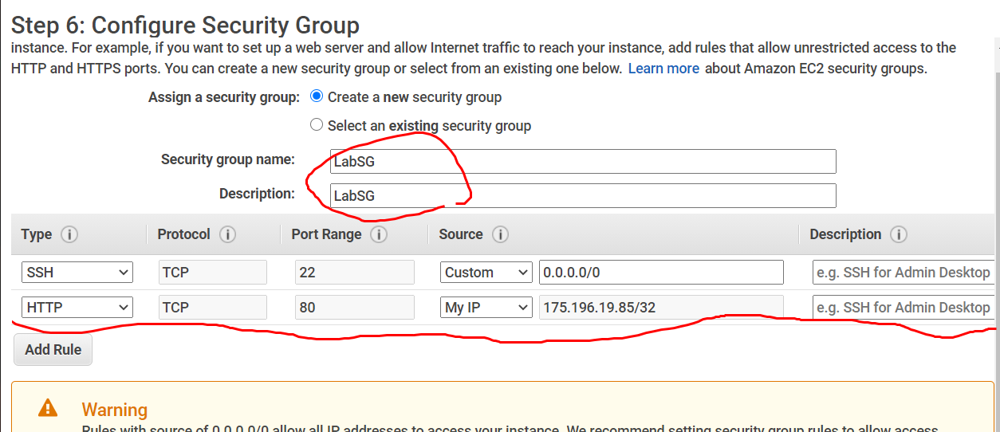 Step 6: Configure Security Group
instance. For example, if you want to set up a web server and allow Internet traffic to reach your instance, add rules that allow unrestricted access to the
HTTP and HTTPS ports. You can create a new security group or select from an existing one below. Learn more about Amazon EC2 security groups.
Assign a security group: Create a new security group
Select an existing security group
Security group name: LabSG
Description: LabSG
Type Protocol Port Range Source Description
SSH TCP 22 Custom 0.0.0.0/0 e.g. SSH for Admin Desktop
HTTP TCP 80 My IP 175.196.19.85/32 e.g. SSH for Admin Desktop
Add Rule
Warning
Rules with source of 0.0.0.0/0 allow all IP addresses to access your instance. We recommend setting security group rules to allow access